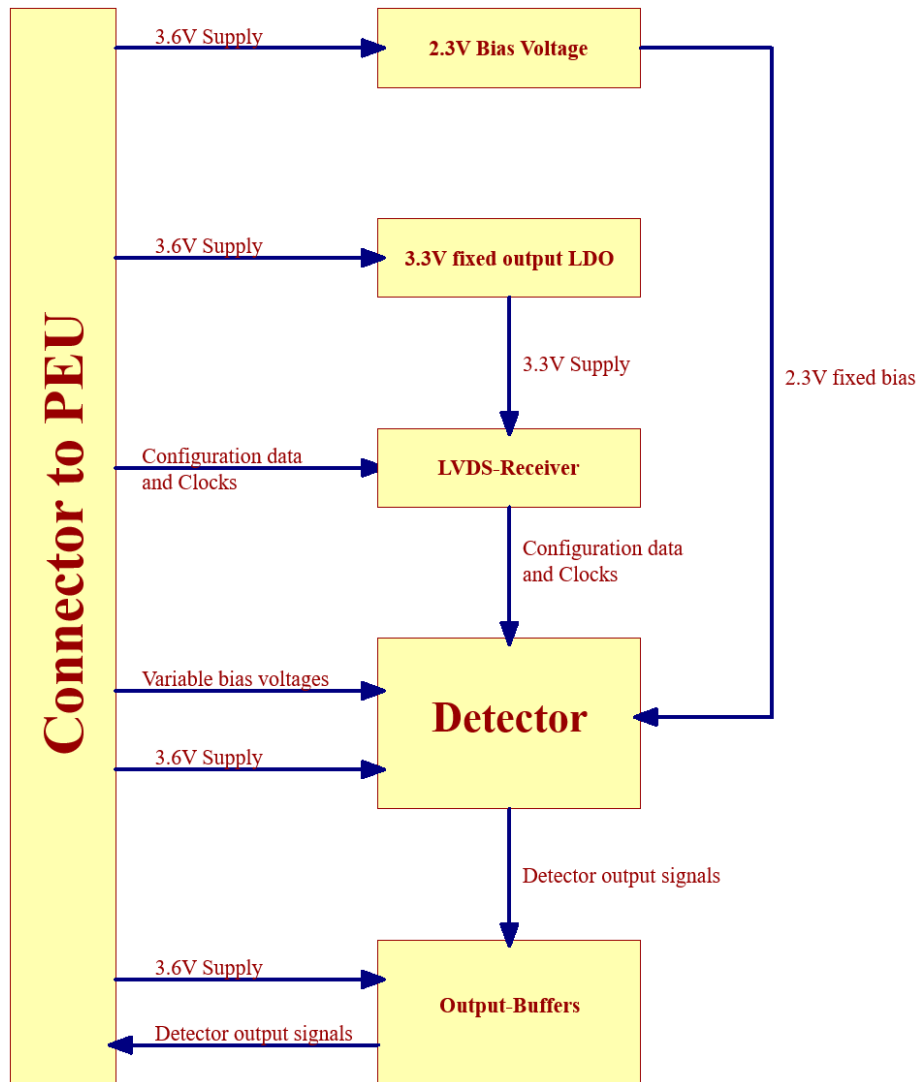 Connector to PEU
3.6V Supply
2.3V Bias Voltage
3.6V Supply
3.3V fixed output LDO
3.3V Supply
2.3V fixed bias
Configuration data
and Clocks
LVDS-Receiver
Configuration data
and Clocks
Variable bias voltages
Detector
3.6V Supply
Detector output signals
3.6V Supply
Output-Buffers
Detector output signals